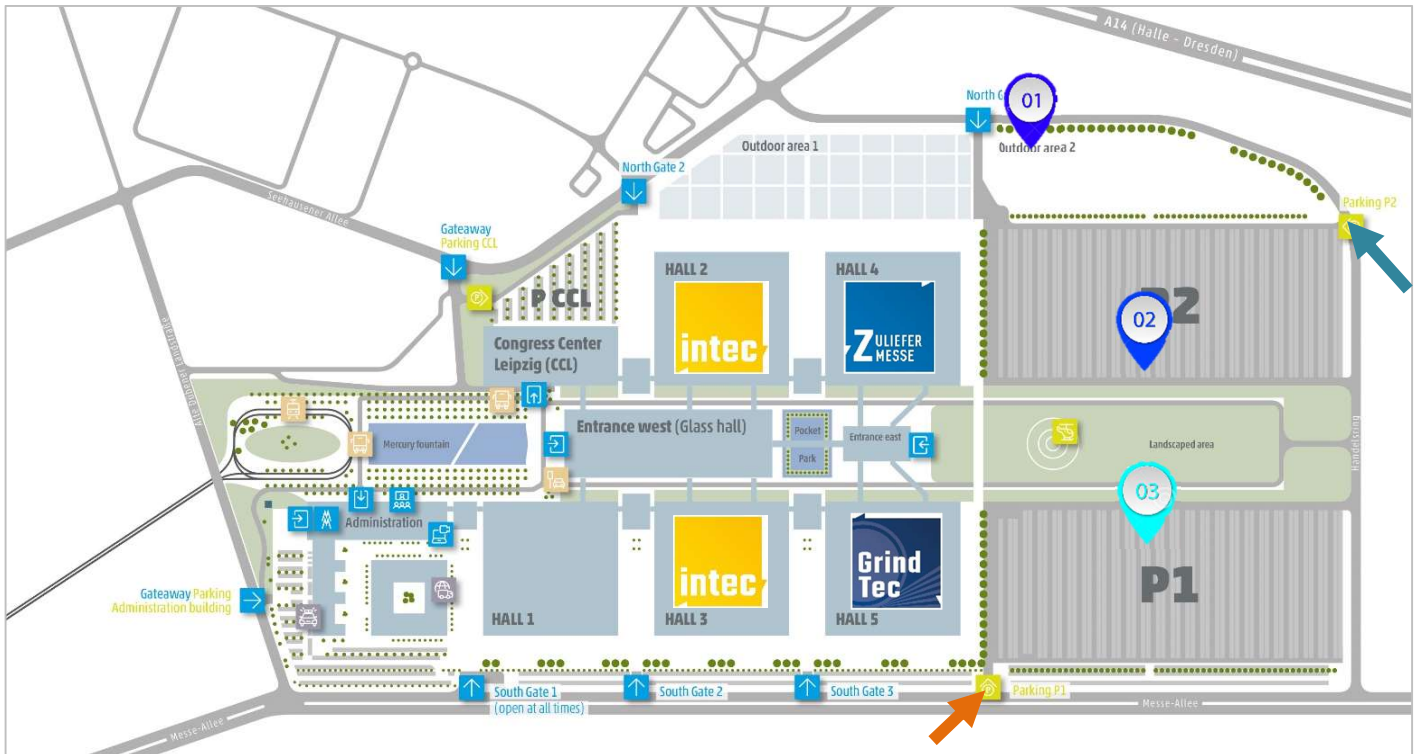 A14 (Halle - Dresden)
North G
01
Outdoor area 1
Outdoor area 2
North Gate 2
Seehausener Allee
Parking P2
Gateaway
Parking CCL
P CCL
HALL 2
HALL 4
intec
ZULIEFER
MESSE
P2
02
Congress Center
Leipzig (CCL)
Entrance west (Glass hall)
Mercury fountain
Pocket
Park
Entrance east
Landscaped area
Handelsring
03
Administration
HALL 1
intec
HALL 3
Grind
Tec
HALL 5
P1
Gateaway Parking
Administration building
South Gate 1
(open at all times)
South Gate 2
South Gate 3
Parking P1
Messe-Allee
Messe-Allee